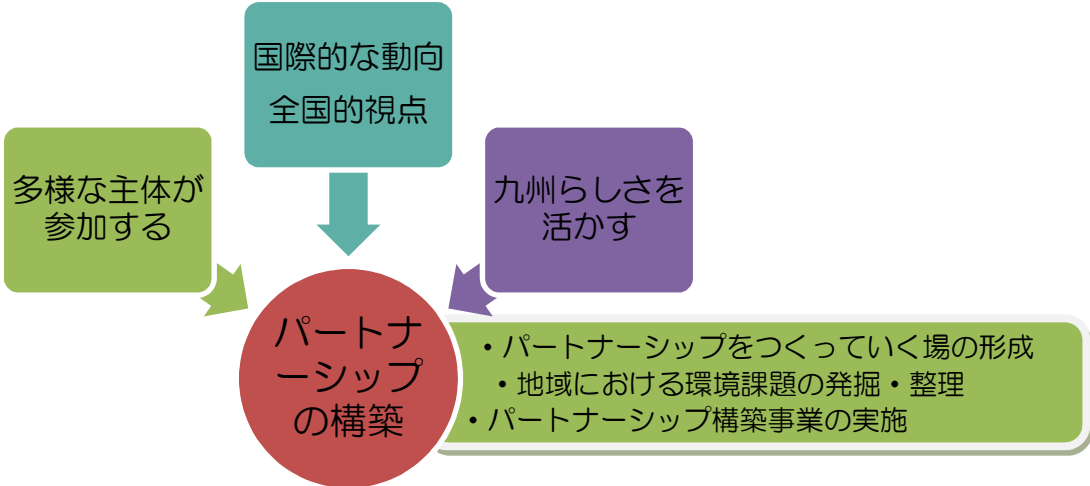 国際的な動向
全国的視点
多様な主体が
参加する
九州らしさを
活かす
パートナ
ーシップ
の構築
・パートナーシップをつくっていく場の形成
・地域における環境課題の発掘・整理
・パートナーシップ構築事業の実施